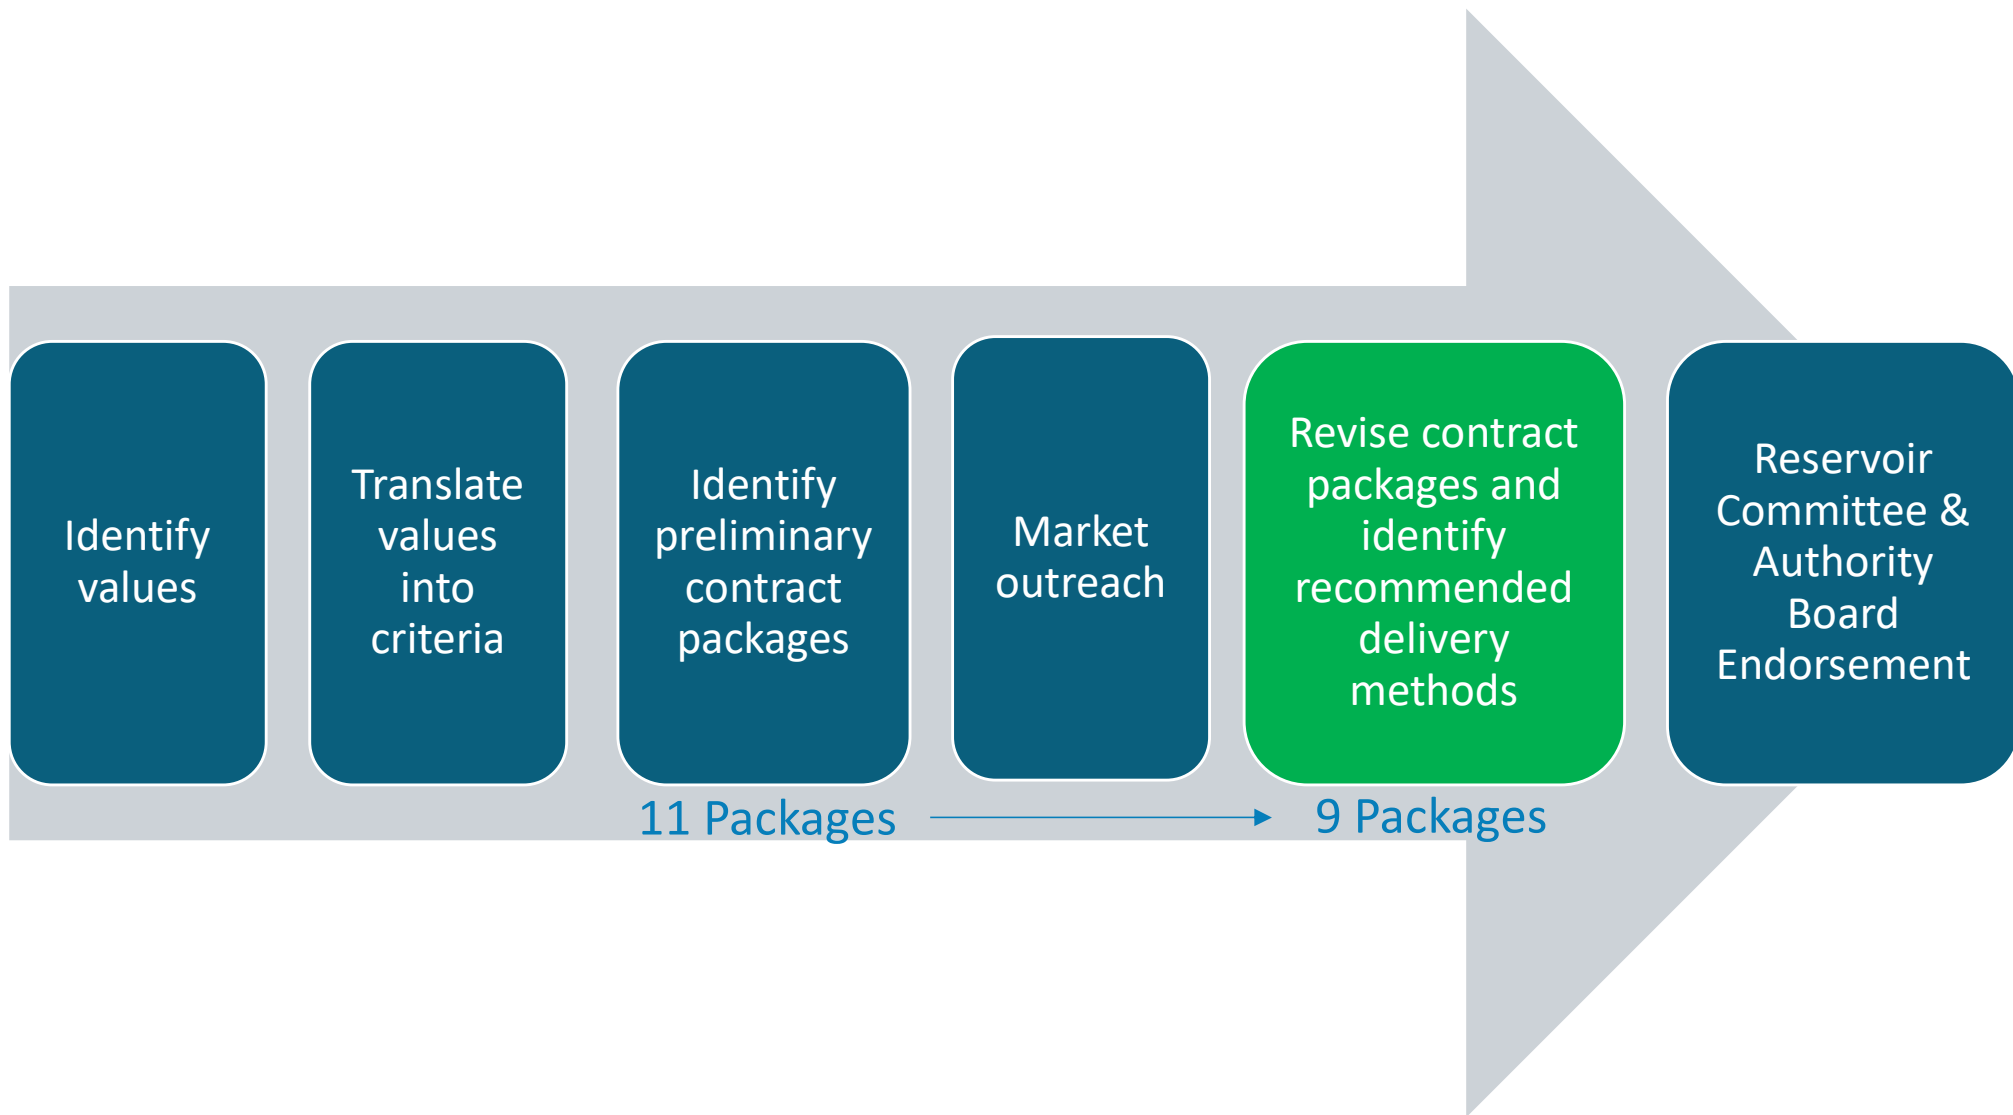 Identify
values
Translate
values
into
criteria
Identify
preliminary
contract
packages
Market
outreach
Revise contract
packages and
identify
recommended
delivery
methods
Reservoir
Committee &
Authority
Board
Endorsement
11 Packages
9 Packages